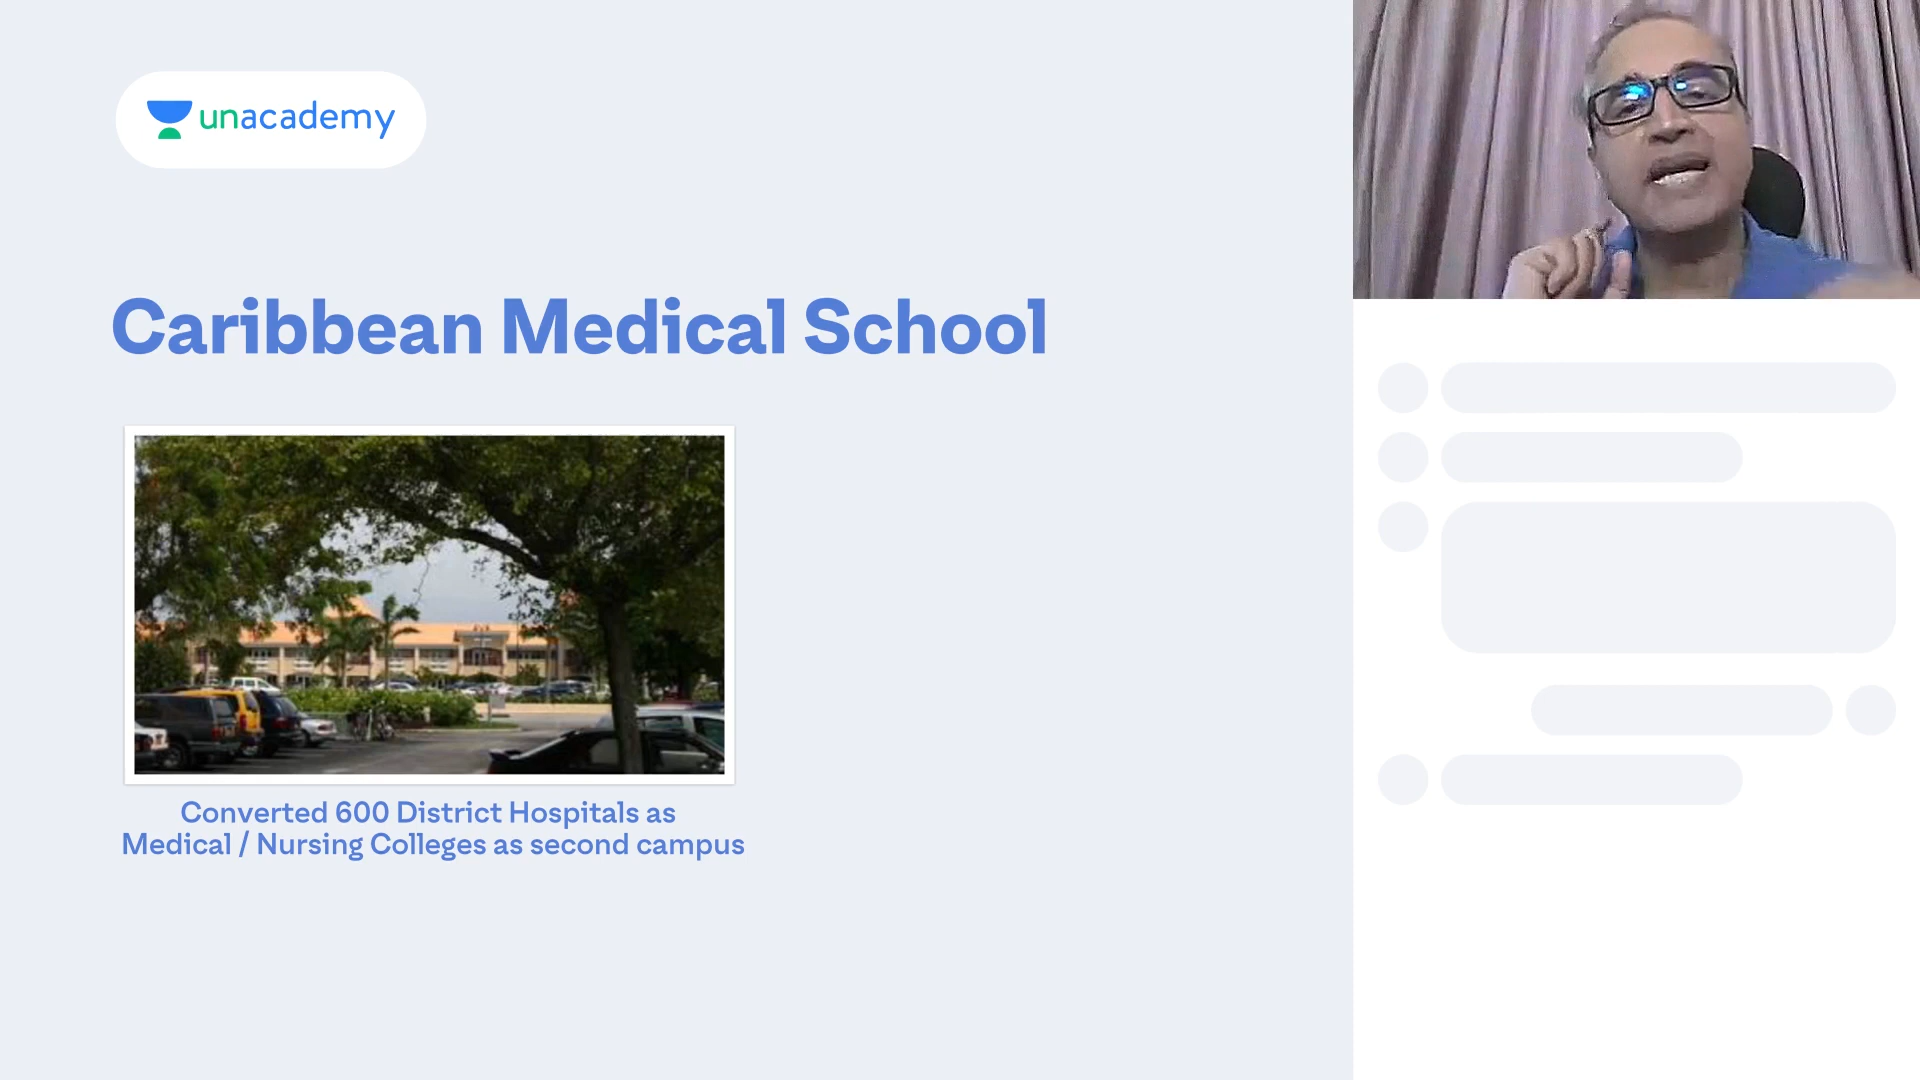 unacademy
Caribbean Medical School
Converted 600 District Hospitals as
Medical / Nursing Colleges as second campus